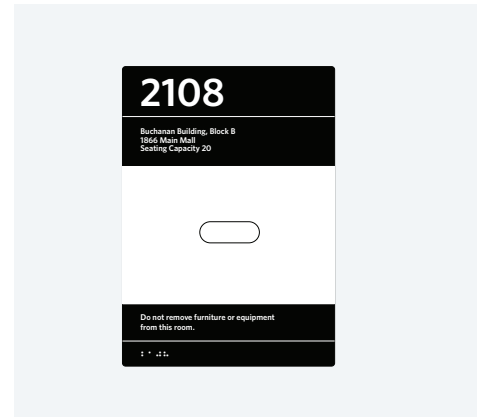 2108
Buchanan Building, Block B
1866 Main Mall
Seating Capacity 20
Do not remove furniture or equipment
from this room.